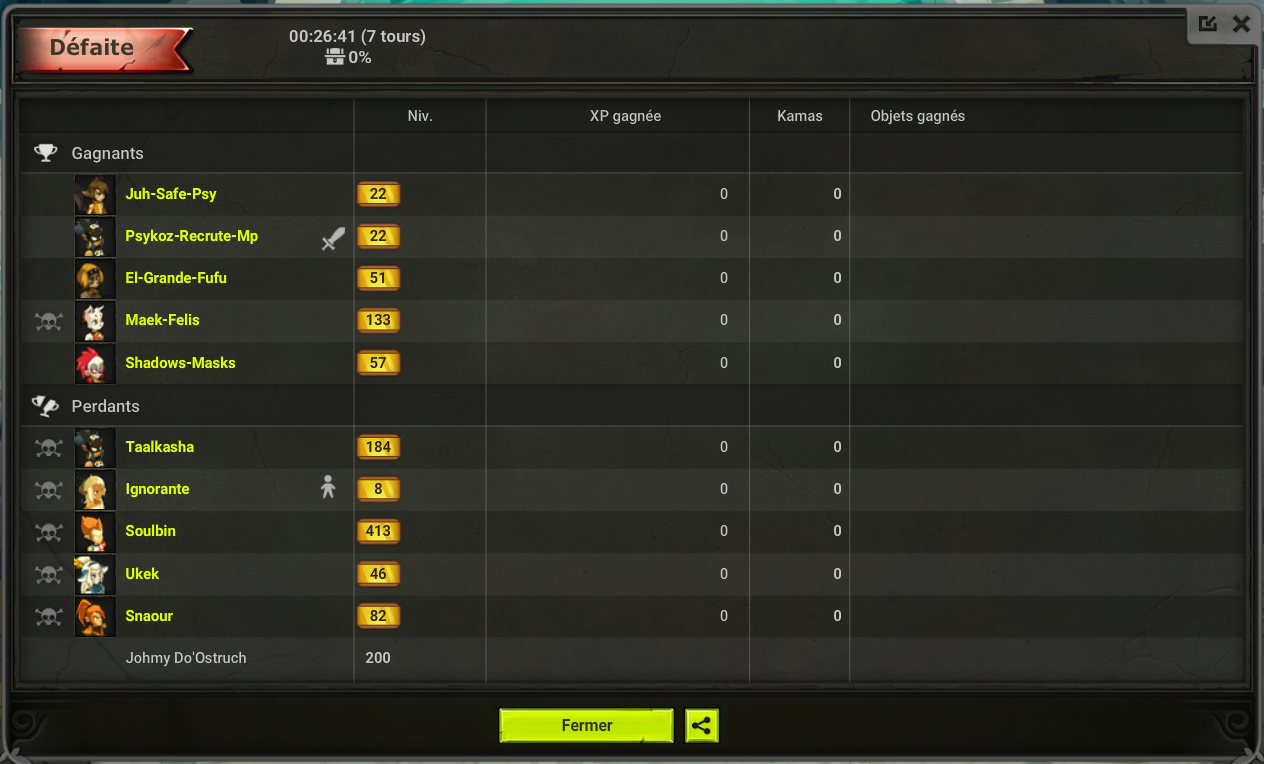 Défaite
00:26:41 (7 tours)
0%
Niv. XP gagnée Kamas Objets gagnés
Gagnants
Juh-Safe-Psy 22 0 0
Psykoz-Recrute-Mp 22 0 0
El-Grande-Fufu 51 0 0
Maek-Felis 133 0 0
Shadows-Masks 57 0 0
Perdants
Taalkasha 184 0 0
Ignorante 8 0 0
Soulbin 413 0 0
Ukek 46 0 0
Snaour 82 0 0
Johmy Do'Ostruch 200
Fermer